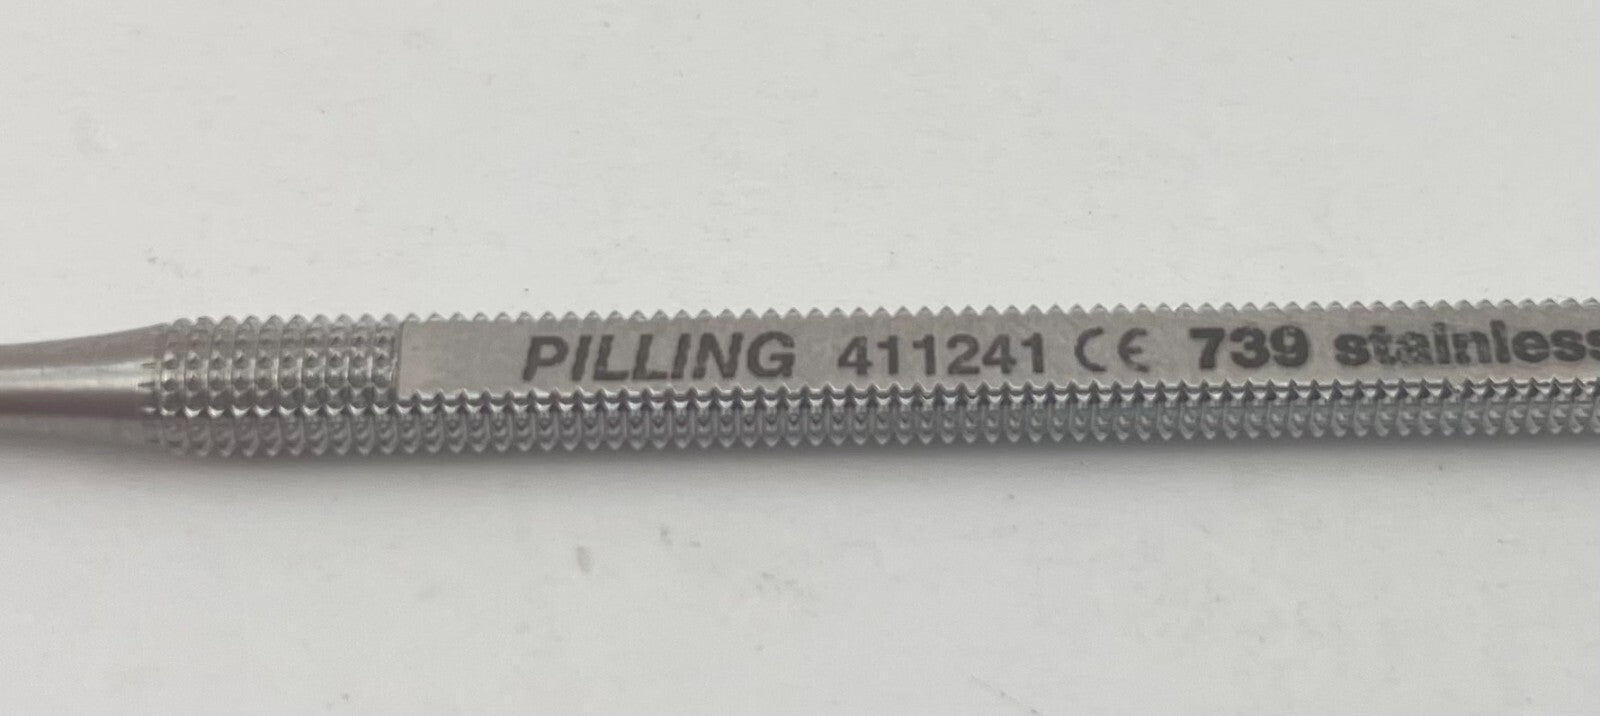 PILLING 411241 CE 739 stainless